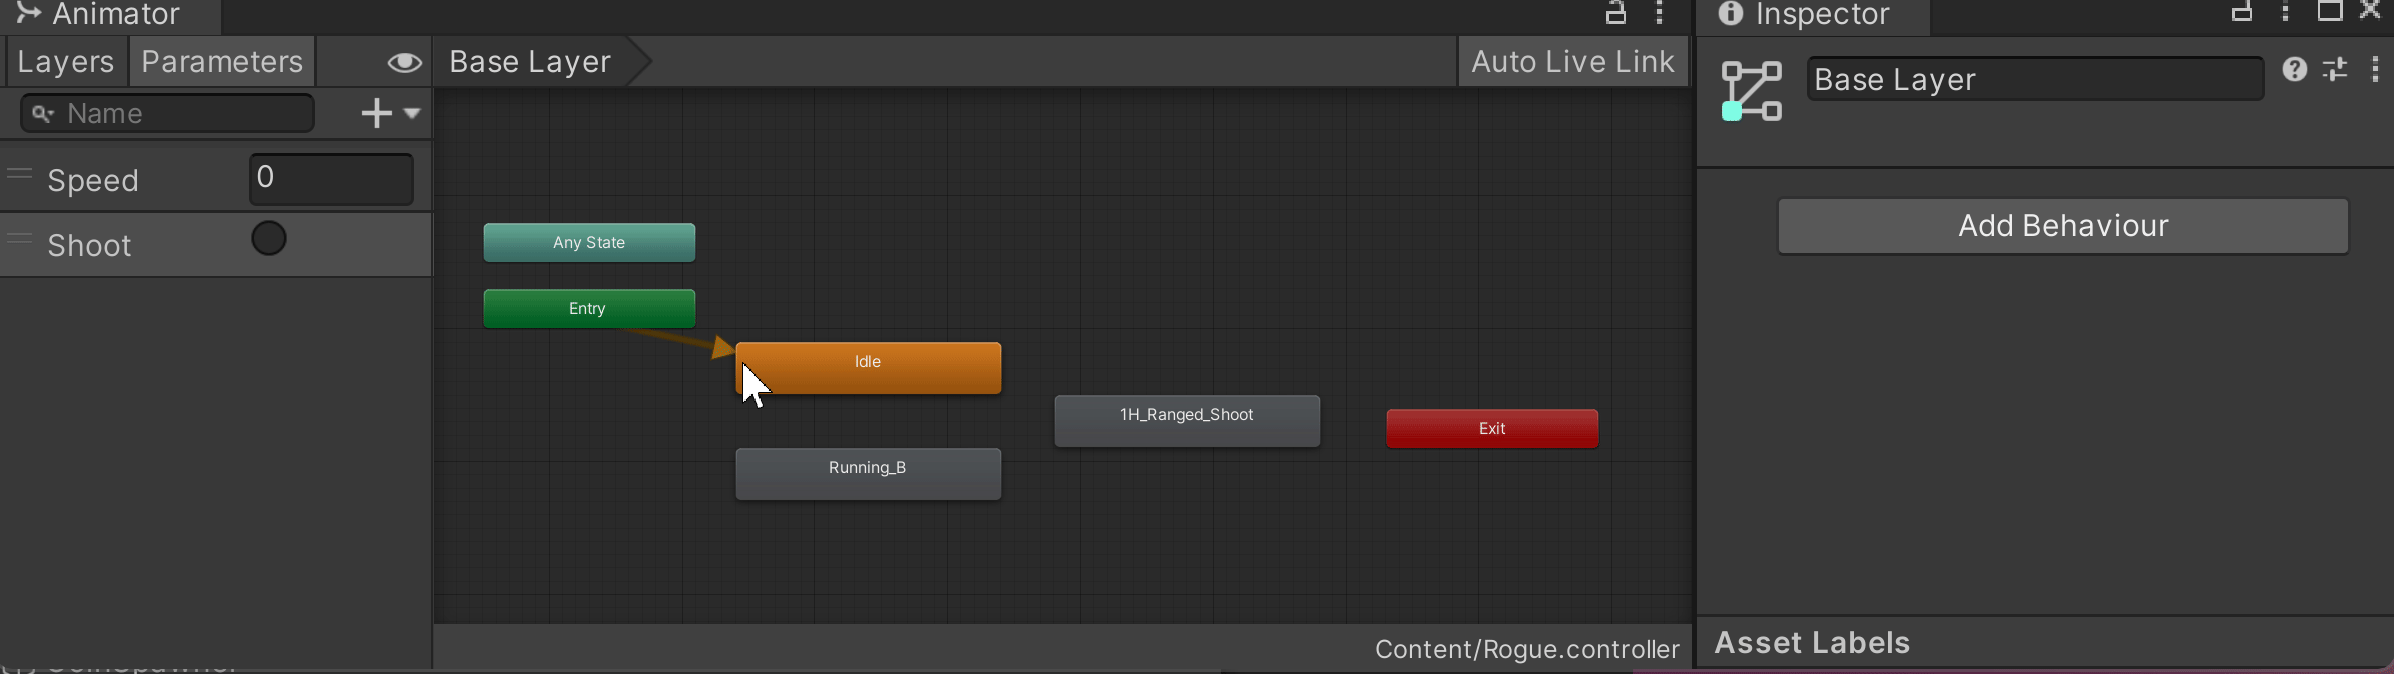 Animator
Layers
Parameters
Base Layer
Auto Live Link
Name
Speed
0
Shoot
Any State
Entry
Idle
1H_Ranged_Shoot
Exit
Running_B
Content/Rogue.controller
Inspector
Base Layer
Add Behaviour
Asset Labels